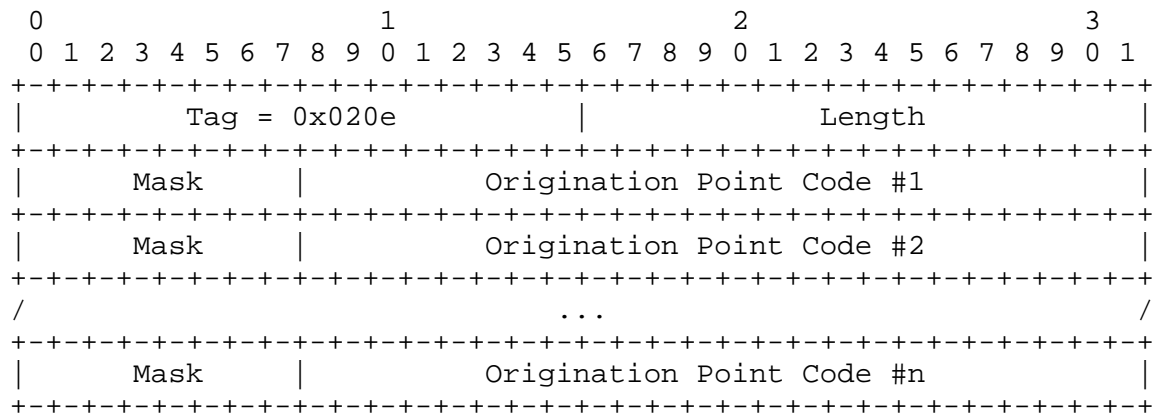 0                   1                   2                   3
 0 1 2 3 4 5 6 7 8 9 0 1 2 3 4 5 6 7 8 9 0 1 2 3 4 5 6 7 8 9 0 1
+-+-+-+-+-+-+-+-+-+-+-+-+-+-+-+-+-+-+-+-+-+-+-+-+-+-+-+-+-+-+-+-+
|         Tag = 0x020e          |             Length            |
+-+-+-+-+-+-+-+-+-+-+-+-+-+-+-+-+-+-+-+-+-+-+-+-+-+-+-+-+-+-+-+-+
|      Mask     |          Origination Point Code #1            |
+-+-+-+-+-+-+-+-+-+-+-+-+-+-+-+-+-+-+-+-+-+-+-+-+-+-+-+-+-+-+-+-+
|      Mask     |          Origination Point Code #2            |
+-+-+-+-+-+-+-+-+-+-+-+-+-+-+-+-+-+-+-+-+-+-+-+-+-+-+-+-+-+-+-+-+
/                              ...                              /
+-+-+-+-+-+-+-+-+-+-+-+-+-+-+-+-+-+-+-+-+-+-+-+-+-+-+-+-+-+-+-+-+
|      Mask     |          Origination Point Code #n            |
+-+-+-+-+-+-+-+-+-+-+-+-+-+-+-+-+-+-+-+-+-+-+-+-+-+-+-+-+-+-+-+-+